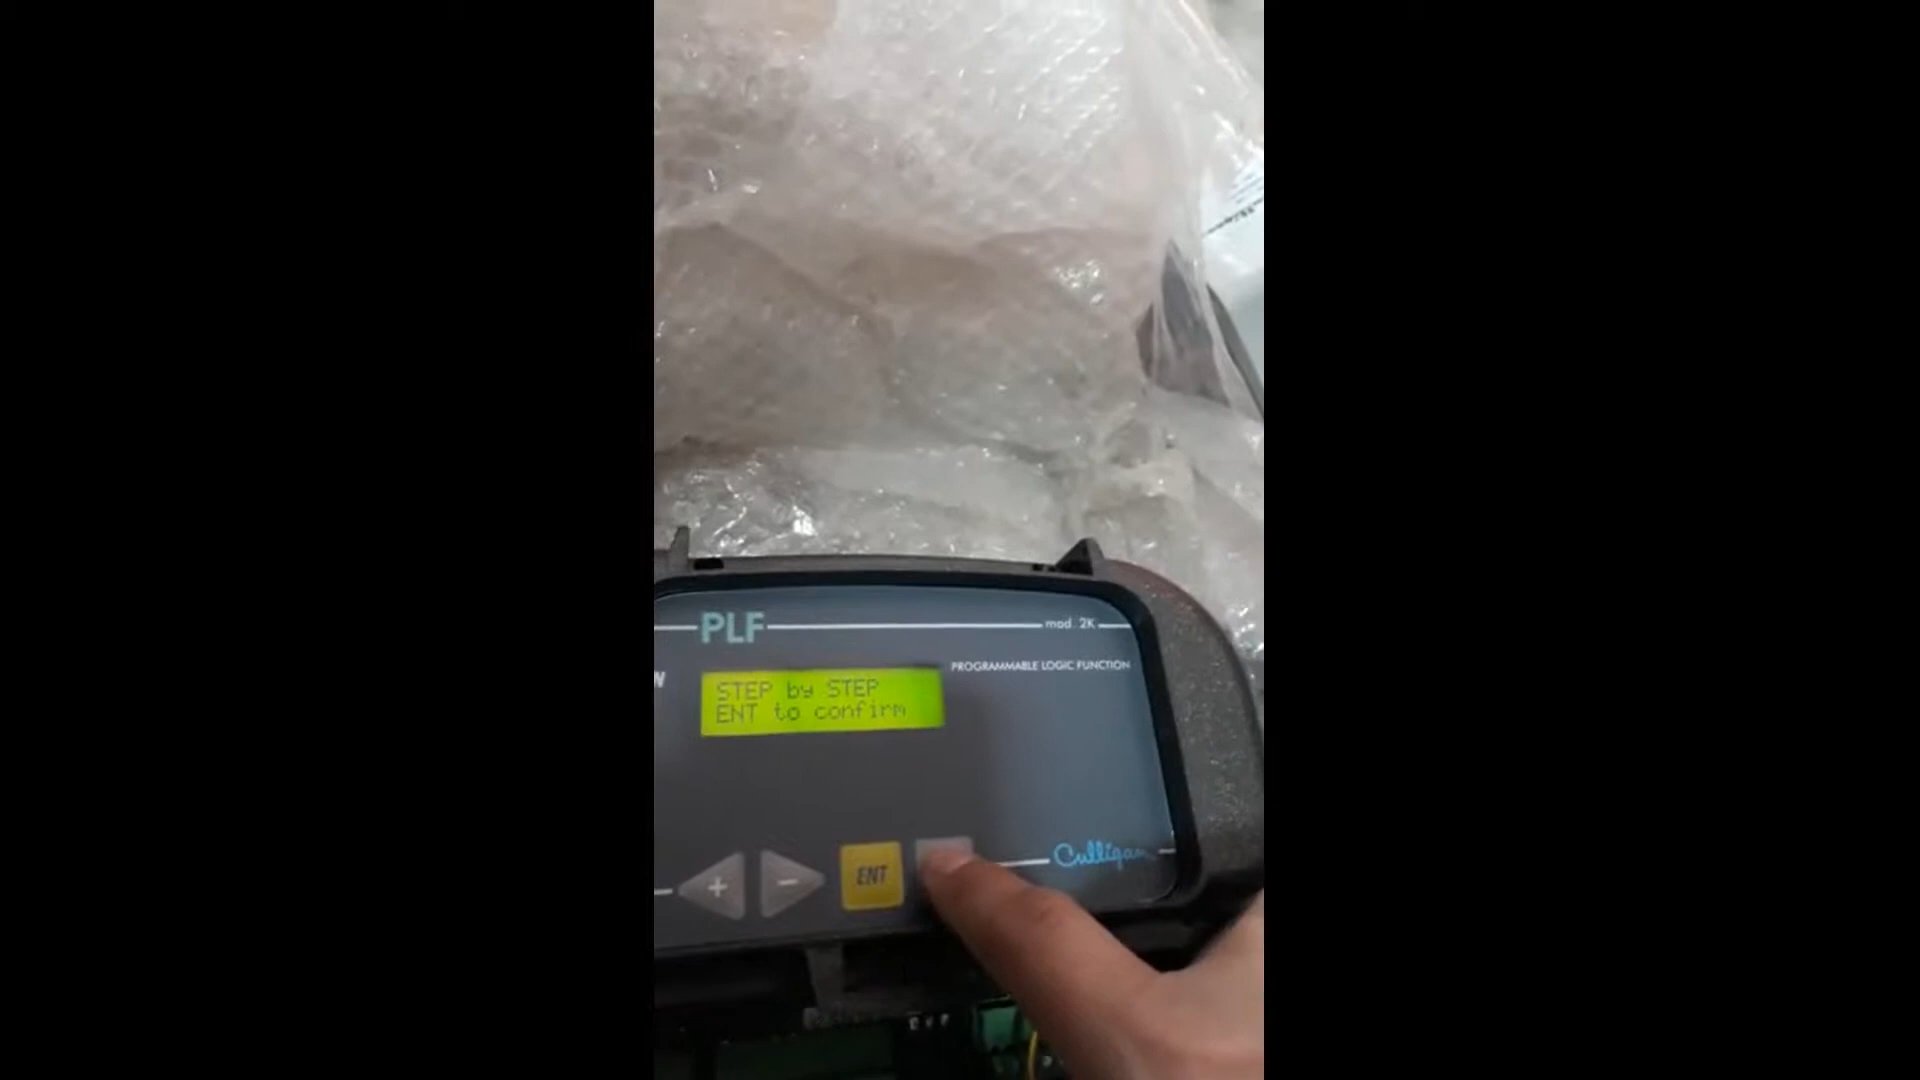 PLF
mod. 2K
PROGRAMMABLE LOGIC FUNCTION
STEP by STEP
ENT to confirm
+
-
ENT
Culligan